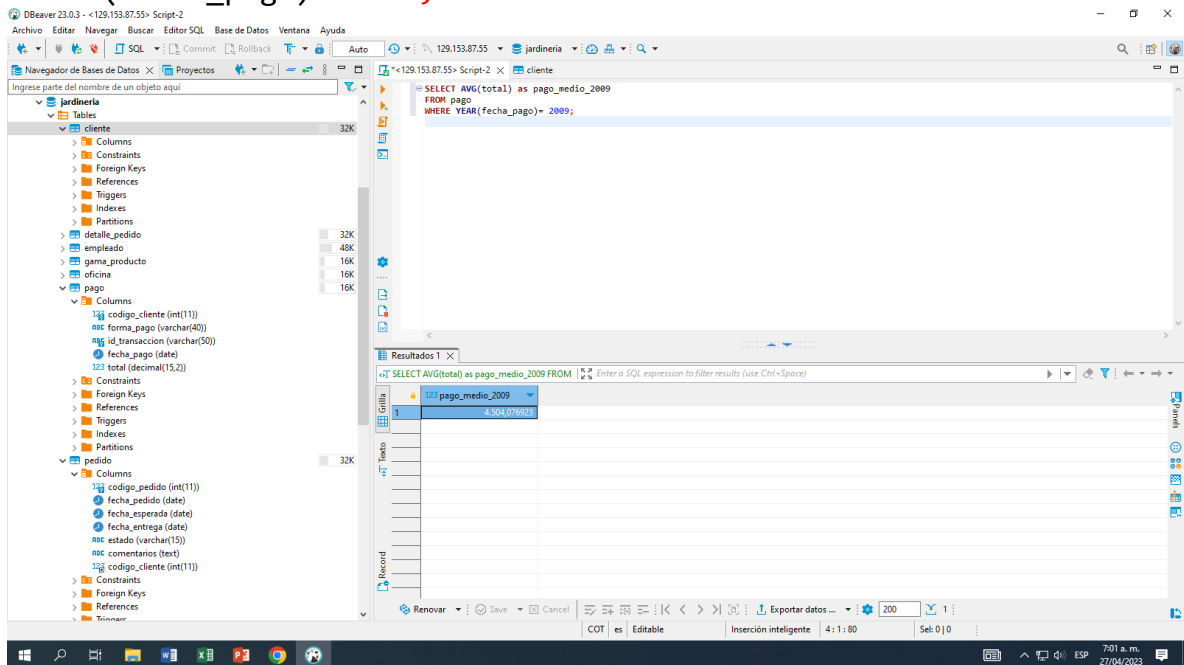 DBeaver 23.0.3 - <129.153.87.55> Script-2
Archivo Editar Navegar Buscar Editor SQL Base de Datos Ventana Ayuda
SQL Commit Rollback Auto 129.153.87.55 jardineria
Navegador de Bases de Datos Proyectos
*<129.153.87.55> Script-2 cliente
Ingrese parte del nombre de un objeto aquí
jardineria
Tables
cliente 32K
Columns
Constraints
Foreign Keys
References
Triggers
Indexes
Partitions
detalle_pedido 32K
empleado 48K
gama_producto 16K
oficina 16K
pago 16K
Columns
codigo_cliente (int(11))
forma_pago (varchar(40))
id_transaccion (varchar(50))
fecha_pago (date)
123 total (decimal(15,2))
Constraints
Foreign Keys
References
Triggers
Indexes
Partitions
pedido 32K
Columns
codigo_pedido (int(11))
fecha_pedido (date)
fecha_esperada (date)
fecha_entrega (date)
ABC estado (varchar(15))
ABC comentarios (text)
codigo_cliente (int(11))
Constraints
Foreign Keys
References
Triggers
SELECT AVG(total) as pago_medio_2009
FROM pago
WHERE YEAR(fecha_pago)= 2009;
Resultados 1
SELECT AVG(total) as pago_medio_2009 FROM Enter a SQL expression to filter results (use Ctrl+Space)
Grilla
Texto
Record
123 pago_medio_2009
1 4.504,076923
Panels
Renovar Save Cancel Exportar datos ... 200 1
COT es Editable Inserción inteligente 4 : 1 : 80 Sel: 0 | 0
ESP 7:01 a. m.
27/04/2023